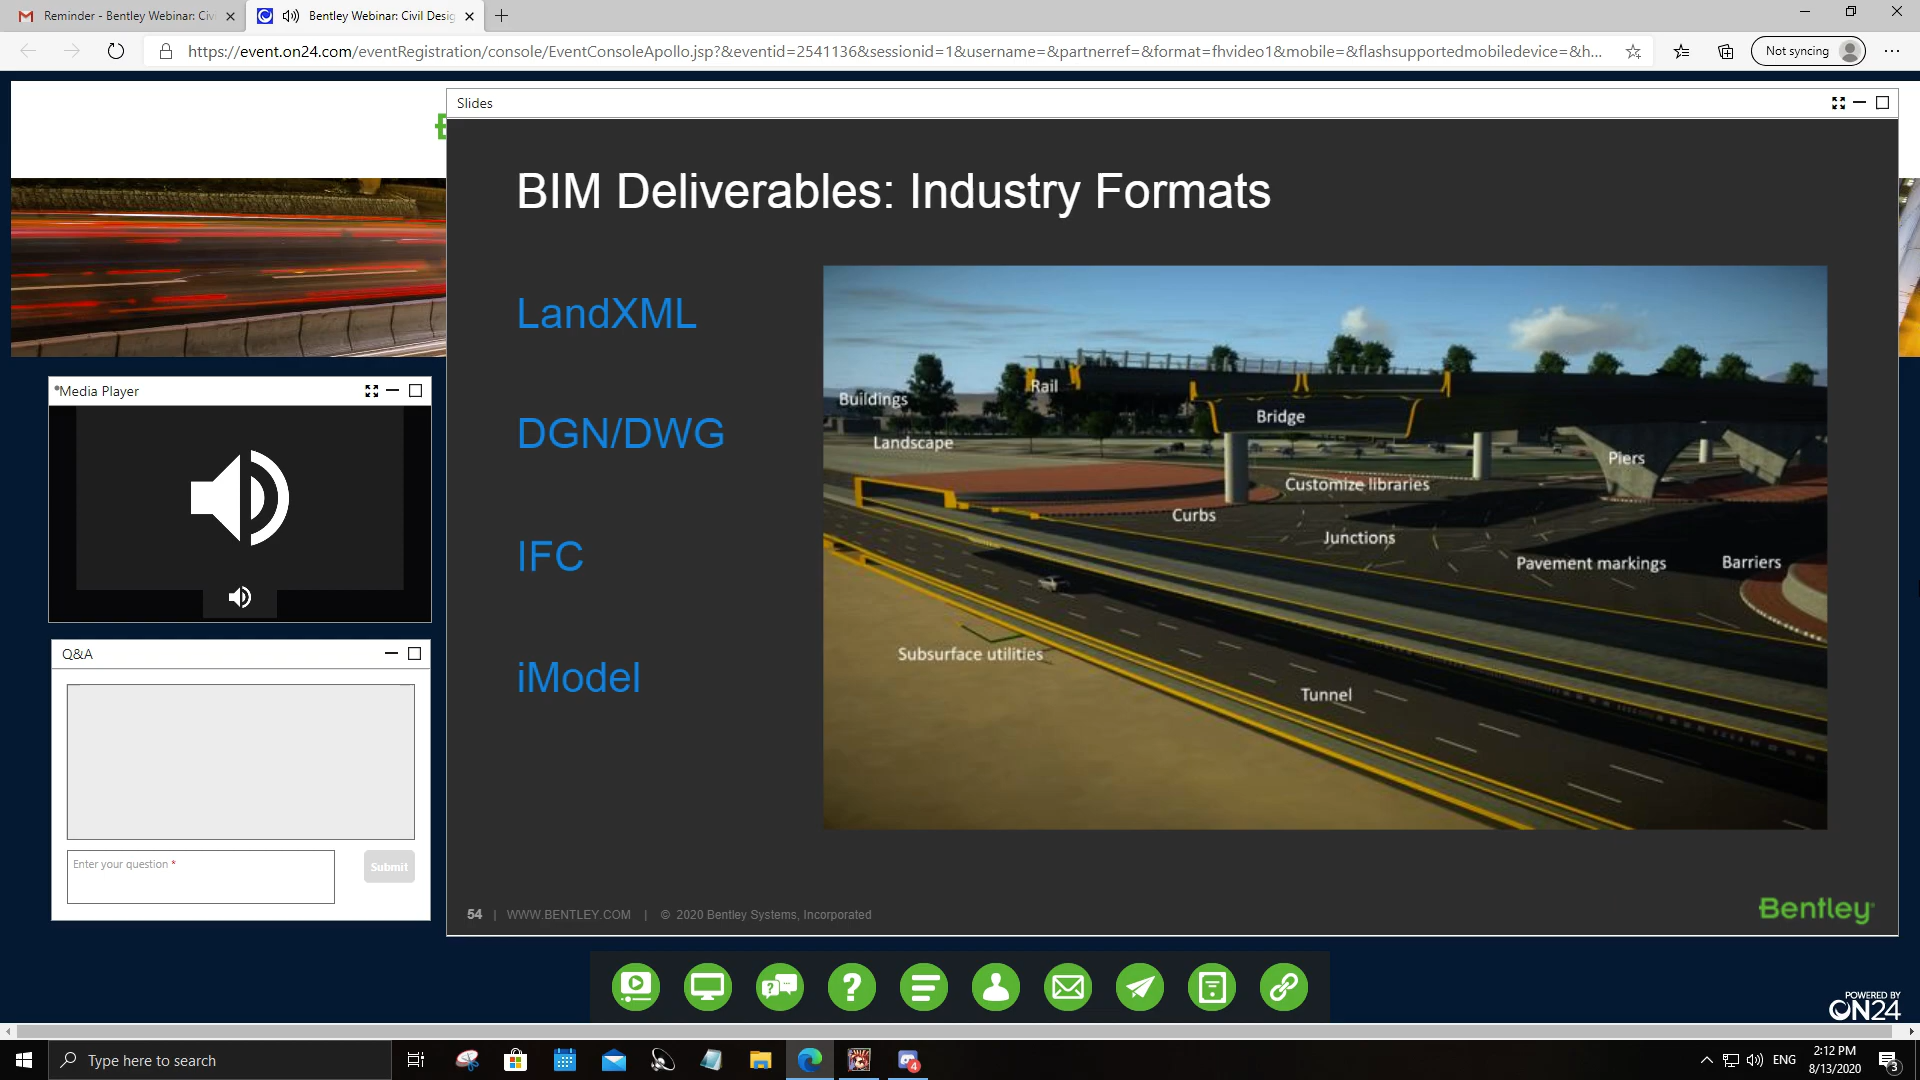 Reminder - Bentley Webinar: Civ
Bentley Webinar: Civil Desig
https://event.on24.com/eventRegistration/console/EventConsoleApollo.jsp?&eventid=2541136&sessionid=1&username=&partnerref=&format=fhvideo1&mobile=&flashsupportedmobiledevice=&h...
Not syncing
Slides
BIM Deliverables: Industry Formats
LandXML
DGN/DWG
IFC
iModel
Buildings
Rail
Landscape
Bridge
Piers
Customize libraries
Curbs
Junctions
Pavement markings
Barriers
Subsurface utilities
Tunnel
54 | WWW.BENTLEY.COM | © 2020 Bentley Systems, Incorporated
Bentley
*Media Player
Q&A
Enter your question *
Submit
POWERED BY
ON24
Type here to search
4
ENG
2:12 PM
8/13/2020
3